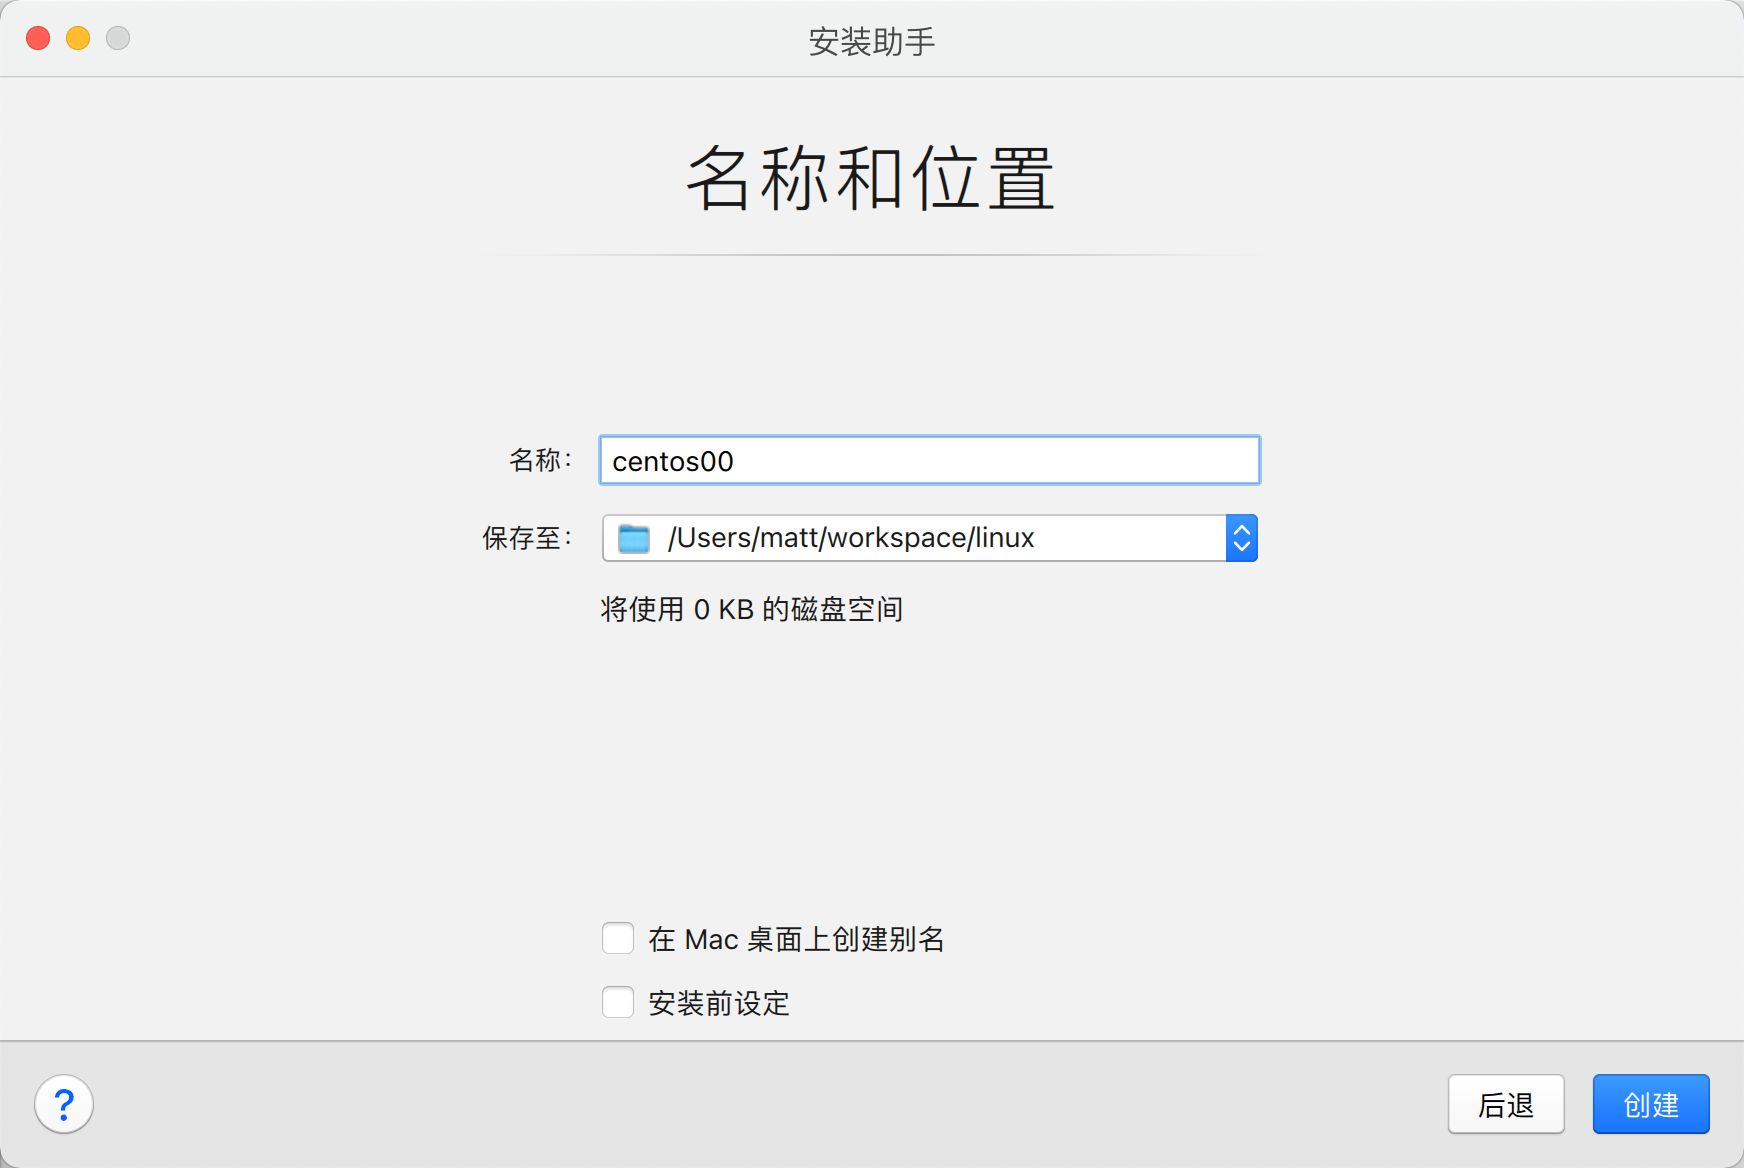 安装助手
名称和位置
名称：
centos00
保存至：
/Users/matt/workspace/linux
将使用 0 KB 的磁盘空间
在 Mac 桌面上创建别名
安装前设定
?
后退
创建